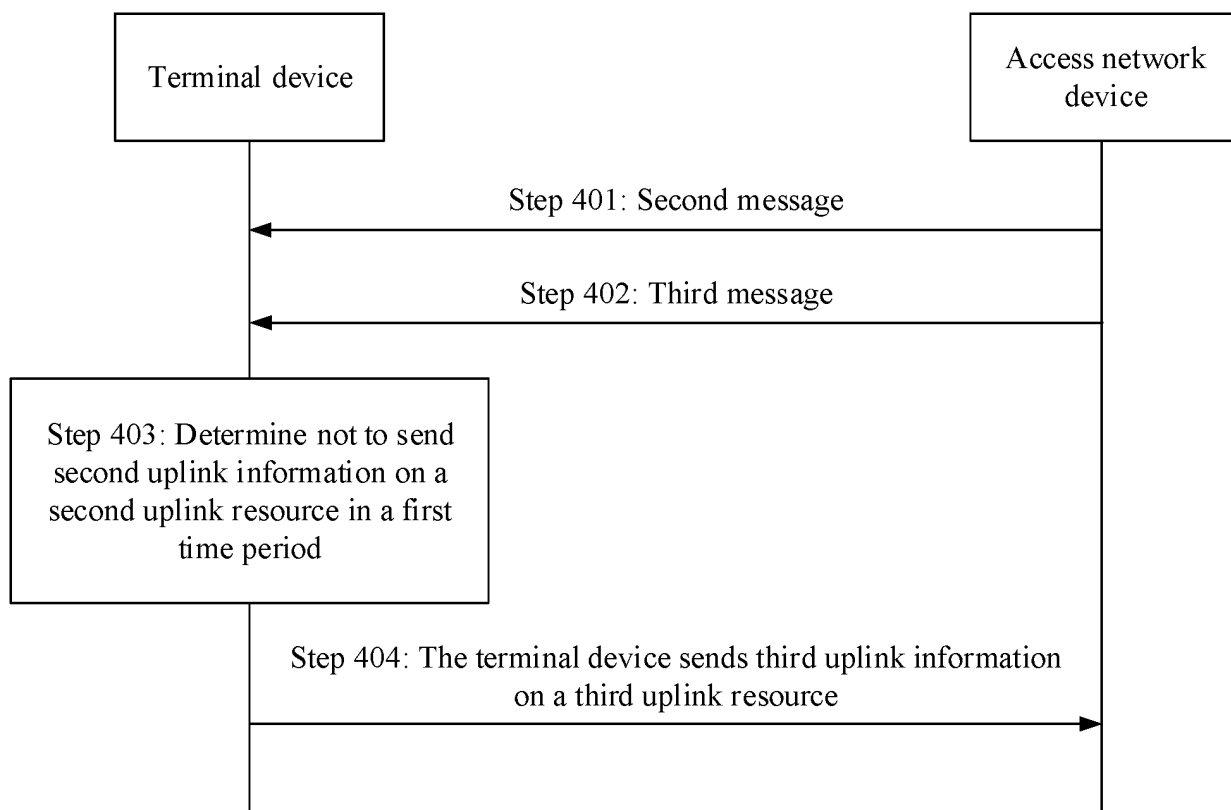 Terminal device
Access network
device
Step 401: Second message
Step 402: Third message
Step 403: Determine not to send
second uplink information on a
second uplink resource in a first
time period
Step 404: The terminal device sends third uplink information
on a third uplink resource